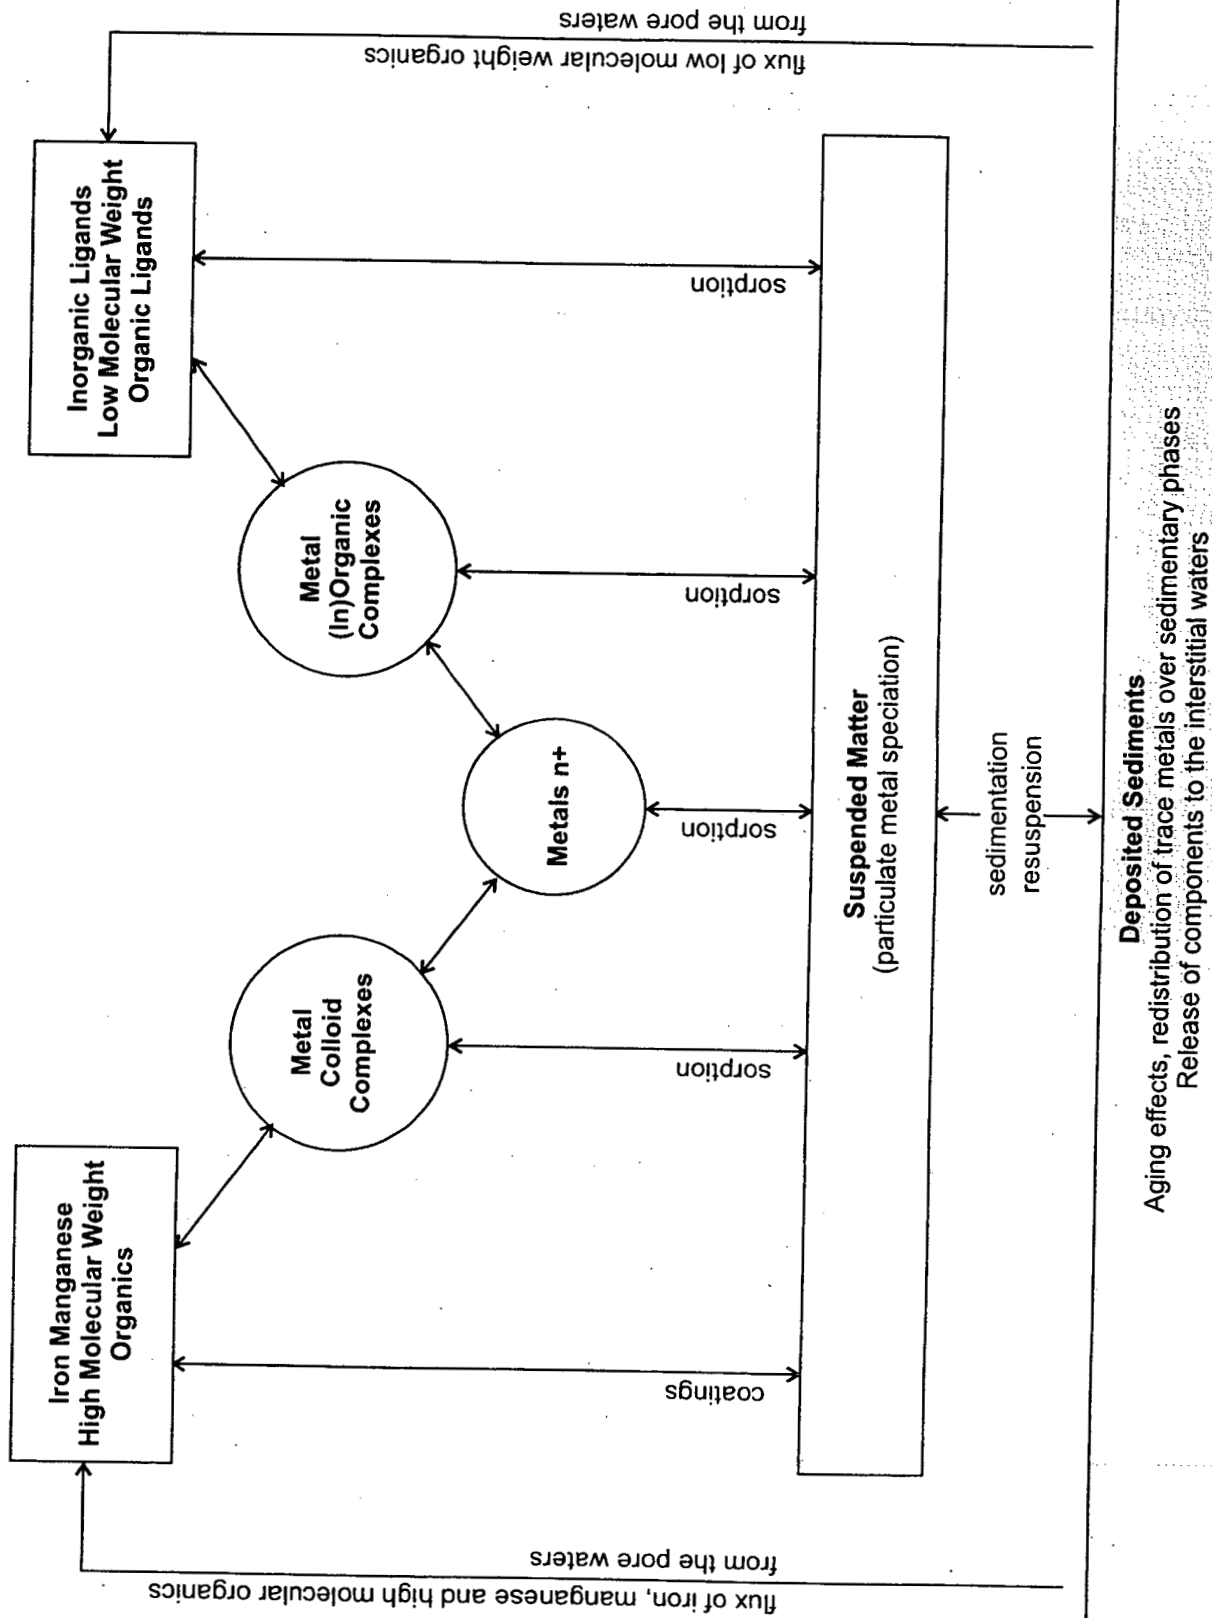 flux of iron, manganese and high molecular organics
from the pore waters
Iron Manganese
High Molecular Weight
Organics
coatings
Metal
Colloid
Complexes
sorption
Metals n+
sorption
Metal
(In)Organic
Complexes
sorption
Inorganic Ligands
Low Molecular Weight
Organic Ligands
sorption
flux of low molecular weight organics
from the pore waters
Suspended Matter
(particulate metal speciation)
sedimentation
resuspension
Deposited Sediments
Aging effects, redistribution of trace metals over sedimentary phases
Release of components to the interstitial waters